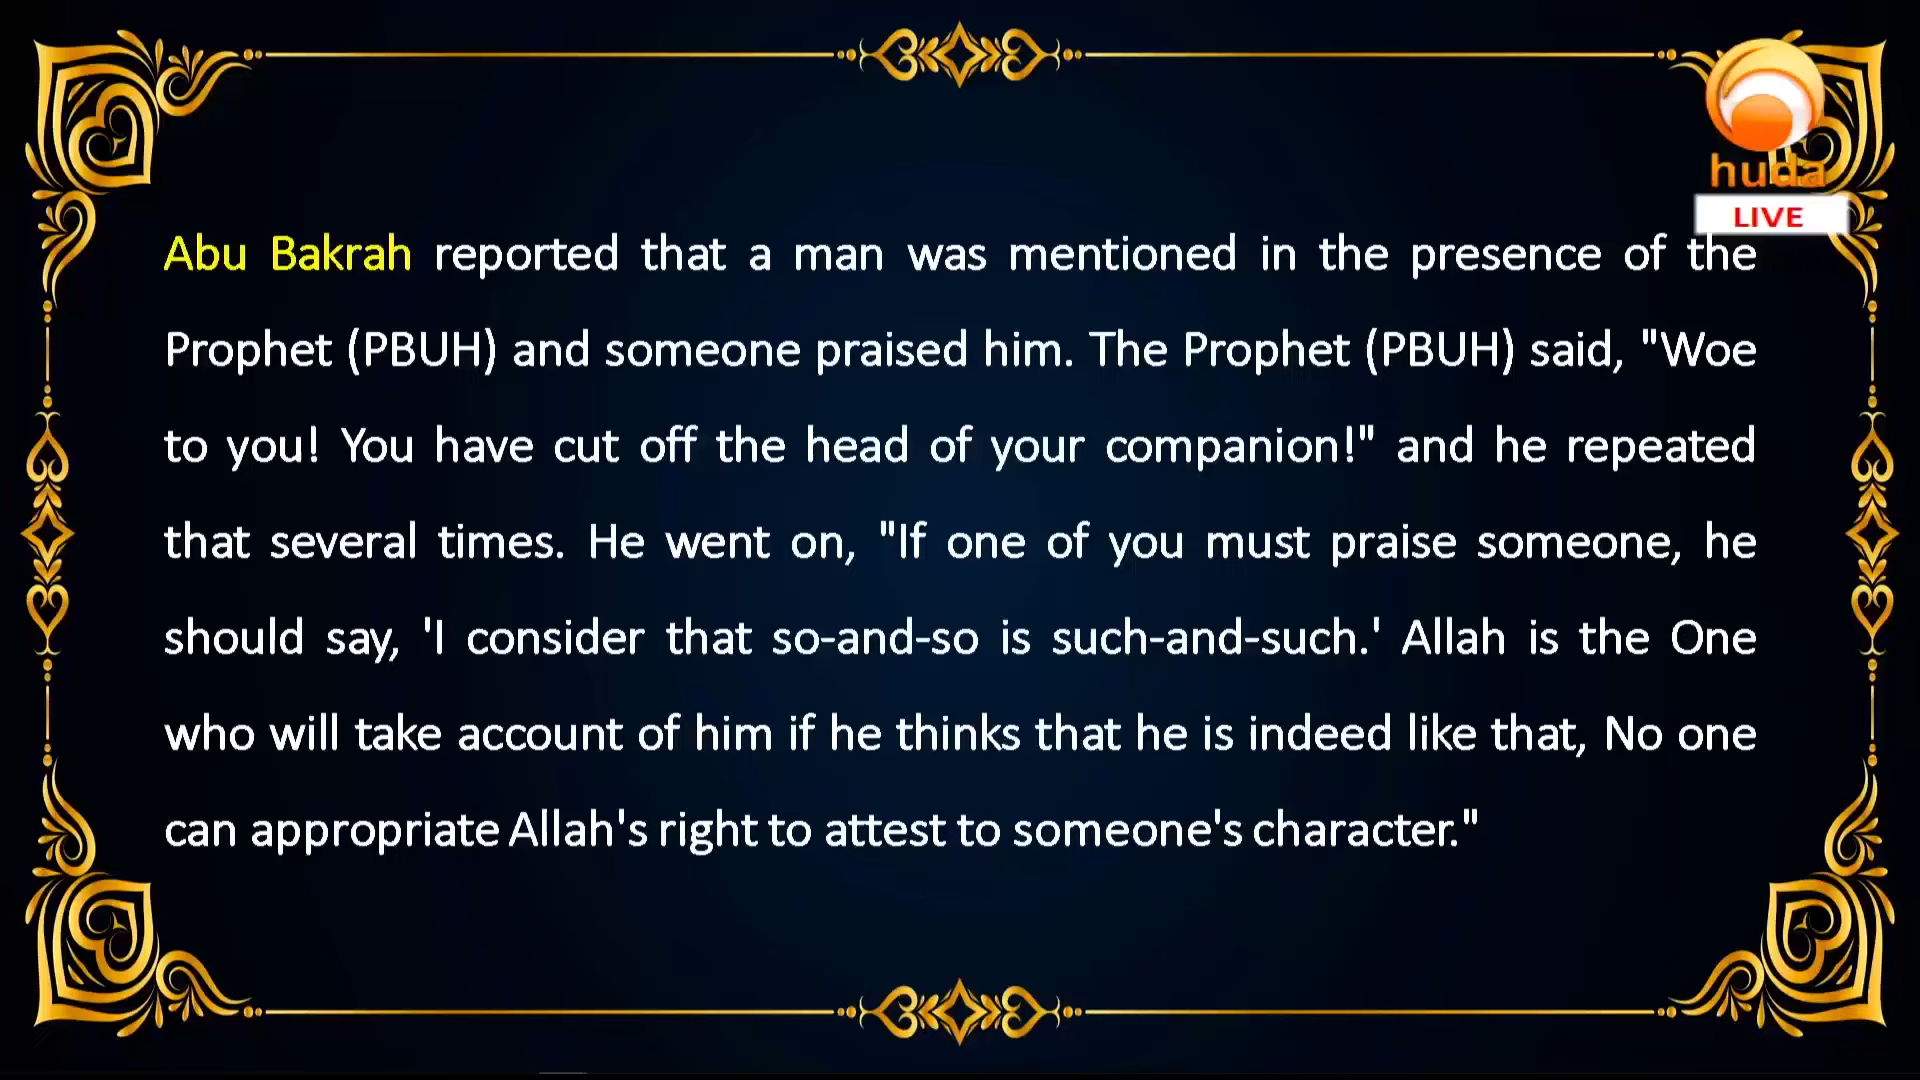 huda
LIVE
Abu Bakrah reported that a man was mentioned in the presence of the
Prophet (PBUH) and someone praised him. The Prophet (PBUH) said, "Woe
to you! You have cut off the head of your companion!" and he repeated
that several times. He went on, "If one of you must praise someone, he
should say, 'I consider that so-and-so is such-and-such.' Allah is the One
who will take account of him if he thinks that he is indeed like that, No one
can appropriate Allah's right to attest to someone's character."